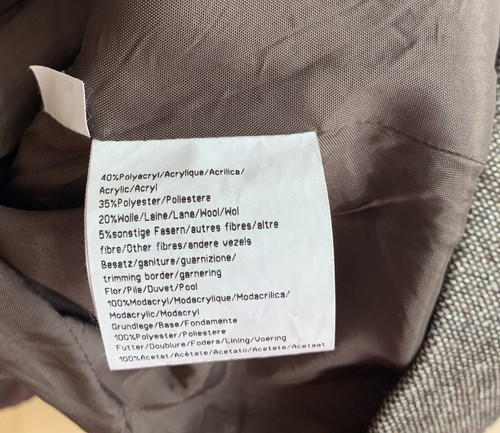 40%Polyacryl/Acrylique/Acrilica/
Acrylic/Acryl
35%Polyester/Poliestere
20%Wolle/Laine/Lana/Wool/Wol
5%sonstige Fasern/autres fibres/altre
fibre/Other fibres/andere vezels
Besatz/ganiture/guarnizione/
trimming border/garnering
Flor/Pile/Duvet/Pool
100%Modacryl/Modacrylique/Modacrilica/
Modacrylic/Modacryl
Grundlage/Base/Fondamente
100%Polyester/Poliestere
Futter/Doublure/Fodera/Lining/Voering
100%Acetat/Acétate/Acetato/Acetate/Acetaat